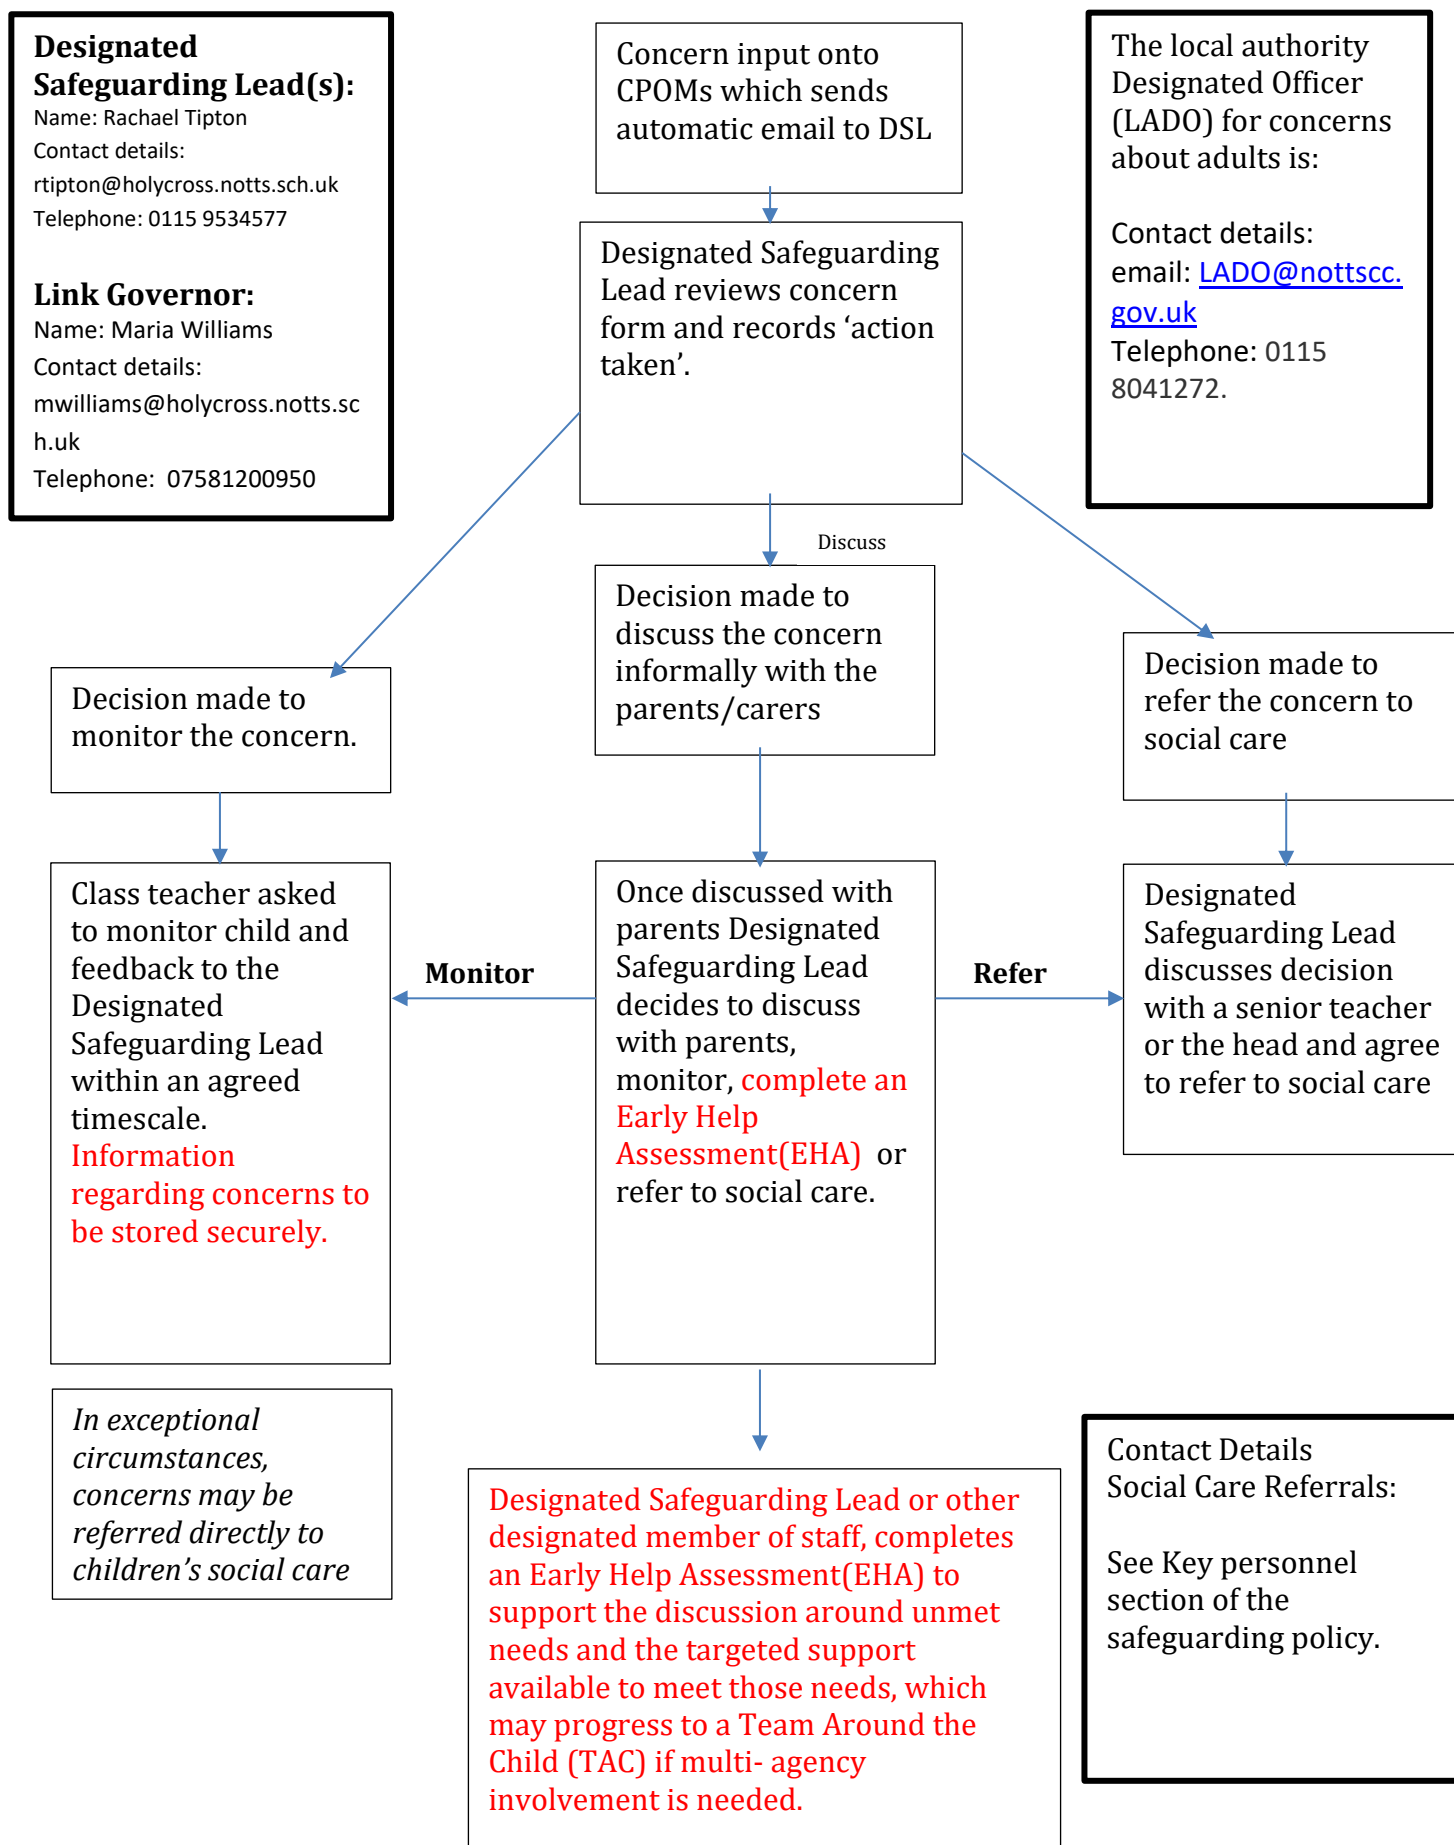 Designated
Safeguarding Lead(s):
Name: Rachael Tipton
Contact details:
rtipton@holycross.notts.sch.uk
Telephone: 0115 9534577
Link Governor:
Name: Maria Williams
Contact details:
mwilliams@holycross.notts.sc
h.uk
Telephone:  07581200950
Concern input onto
CPOMs which sends
automatic email to DSL
The local authority
Designated Officer
(LADO) for concerns
about adults is:
Contact details:
email: LADO@nottscc.
gov.uk
Telephone: 0115
8041272.
Designated Safeguarding
Lead reviews concern
form and records ‘action
taken’.
Discuss
Decision made to
monitor the concern.
Decision made to
discuss the concern
informally with the
parents/carers
Decision made to
refer the concern to
social care
Class teacher asked
to monitor child and
feedback to the
Designated
Safeguarding Lead
within an agreed
timescale.
Information
regarding concerns to
be stored securely.
Monitor
Once discussed with
parents Designated
Safeguarding Lead
decides to discuss
with parents,
monitor, complete an
Early Help
Assessment(EHA)  or
refer to social care.
Refer
Designated
Safeguarding Lead
discusses decision
with a senior teacher
or the head and agree
to refer to social care
In exceptional
circumstances,
concerns may be
referred directly to
children’s social care
Designated Safeguarding Lead or other
designated member of staff, completes
an Early Help Assessment(EHA) to
support the discussion around unmet
needs and the targeted support
available to meet those needs, which
may progress to a Team Around the
Child (TAC) if multi- agency
involvement is needed.
Contact Details
Social Care Referrals:
See Key personnel
section of the
safeguarding policy.